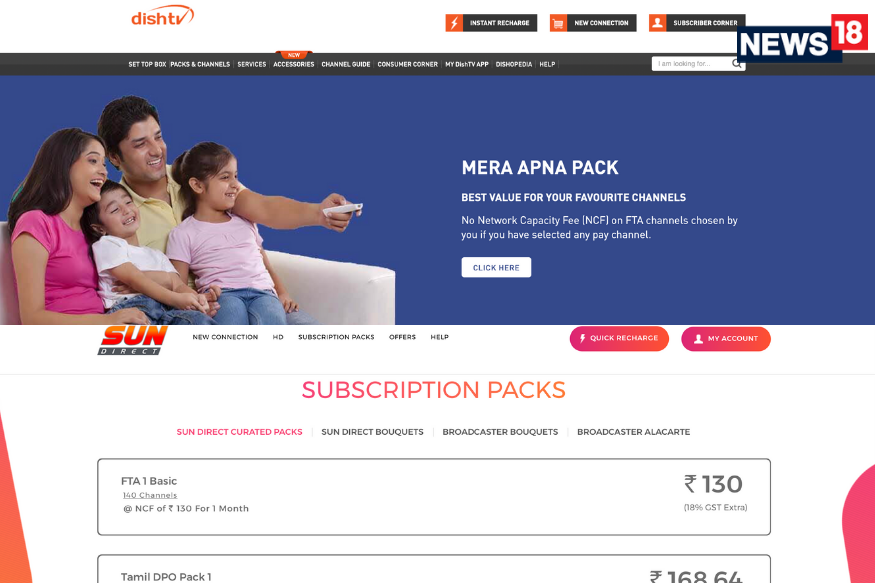 dishtv
INSTANT RECHARGE
NEW CONNECTION
SUBSCRIBER CORNER
NEWS 18
NEW
SET TOP BOX
PACKS & CHANNELS
SERVICES
ACCESSORIES
CHANNEL GUIDE
CONSUMER CORNER
MY DishTV APP
DISHOPEDIA
HELP
I am looking for...
MERA APNA PACK
BEST VALUE FOR YOUR FAVOURITE CHANNELS
No Network Capacity Fee [NCF] on FTA channels chosen by
you if you have selected any pay channel.
CLICK HERE
SUN
DIRECT
NEW CONNECTION
HD
SUBSCRIPTION PACKS
OFFERS
HELP
QUICK RECHARGE
MY ACCOUNT
SUBSCRIPTION PACKS
SUN DIRECT CURATED PACKS
SUN DIRECT BOUQUETS
BROADCASTER BOUQUETS
BROADCASTER ALACARTE
FTA 1 Basic
₹ 130
140 Channels
@ NCF of ₹ 130 For 1 Month
(18% GST Extra)
Tamil DPO Pack 1
₹ 168.64